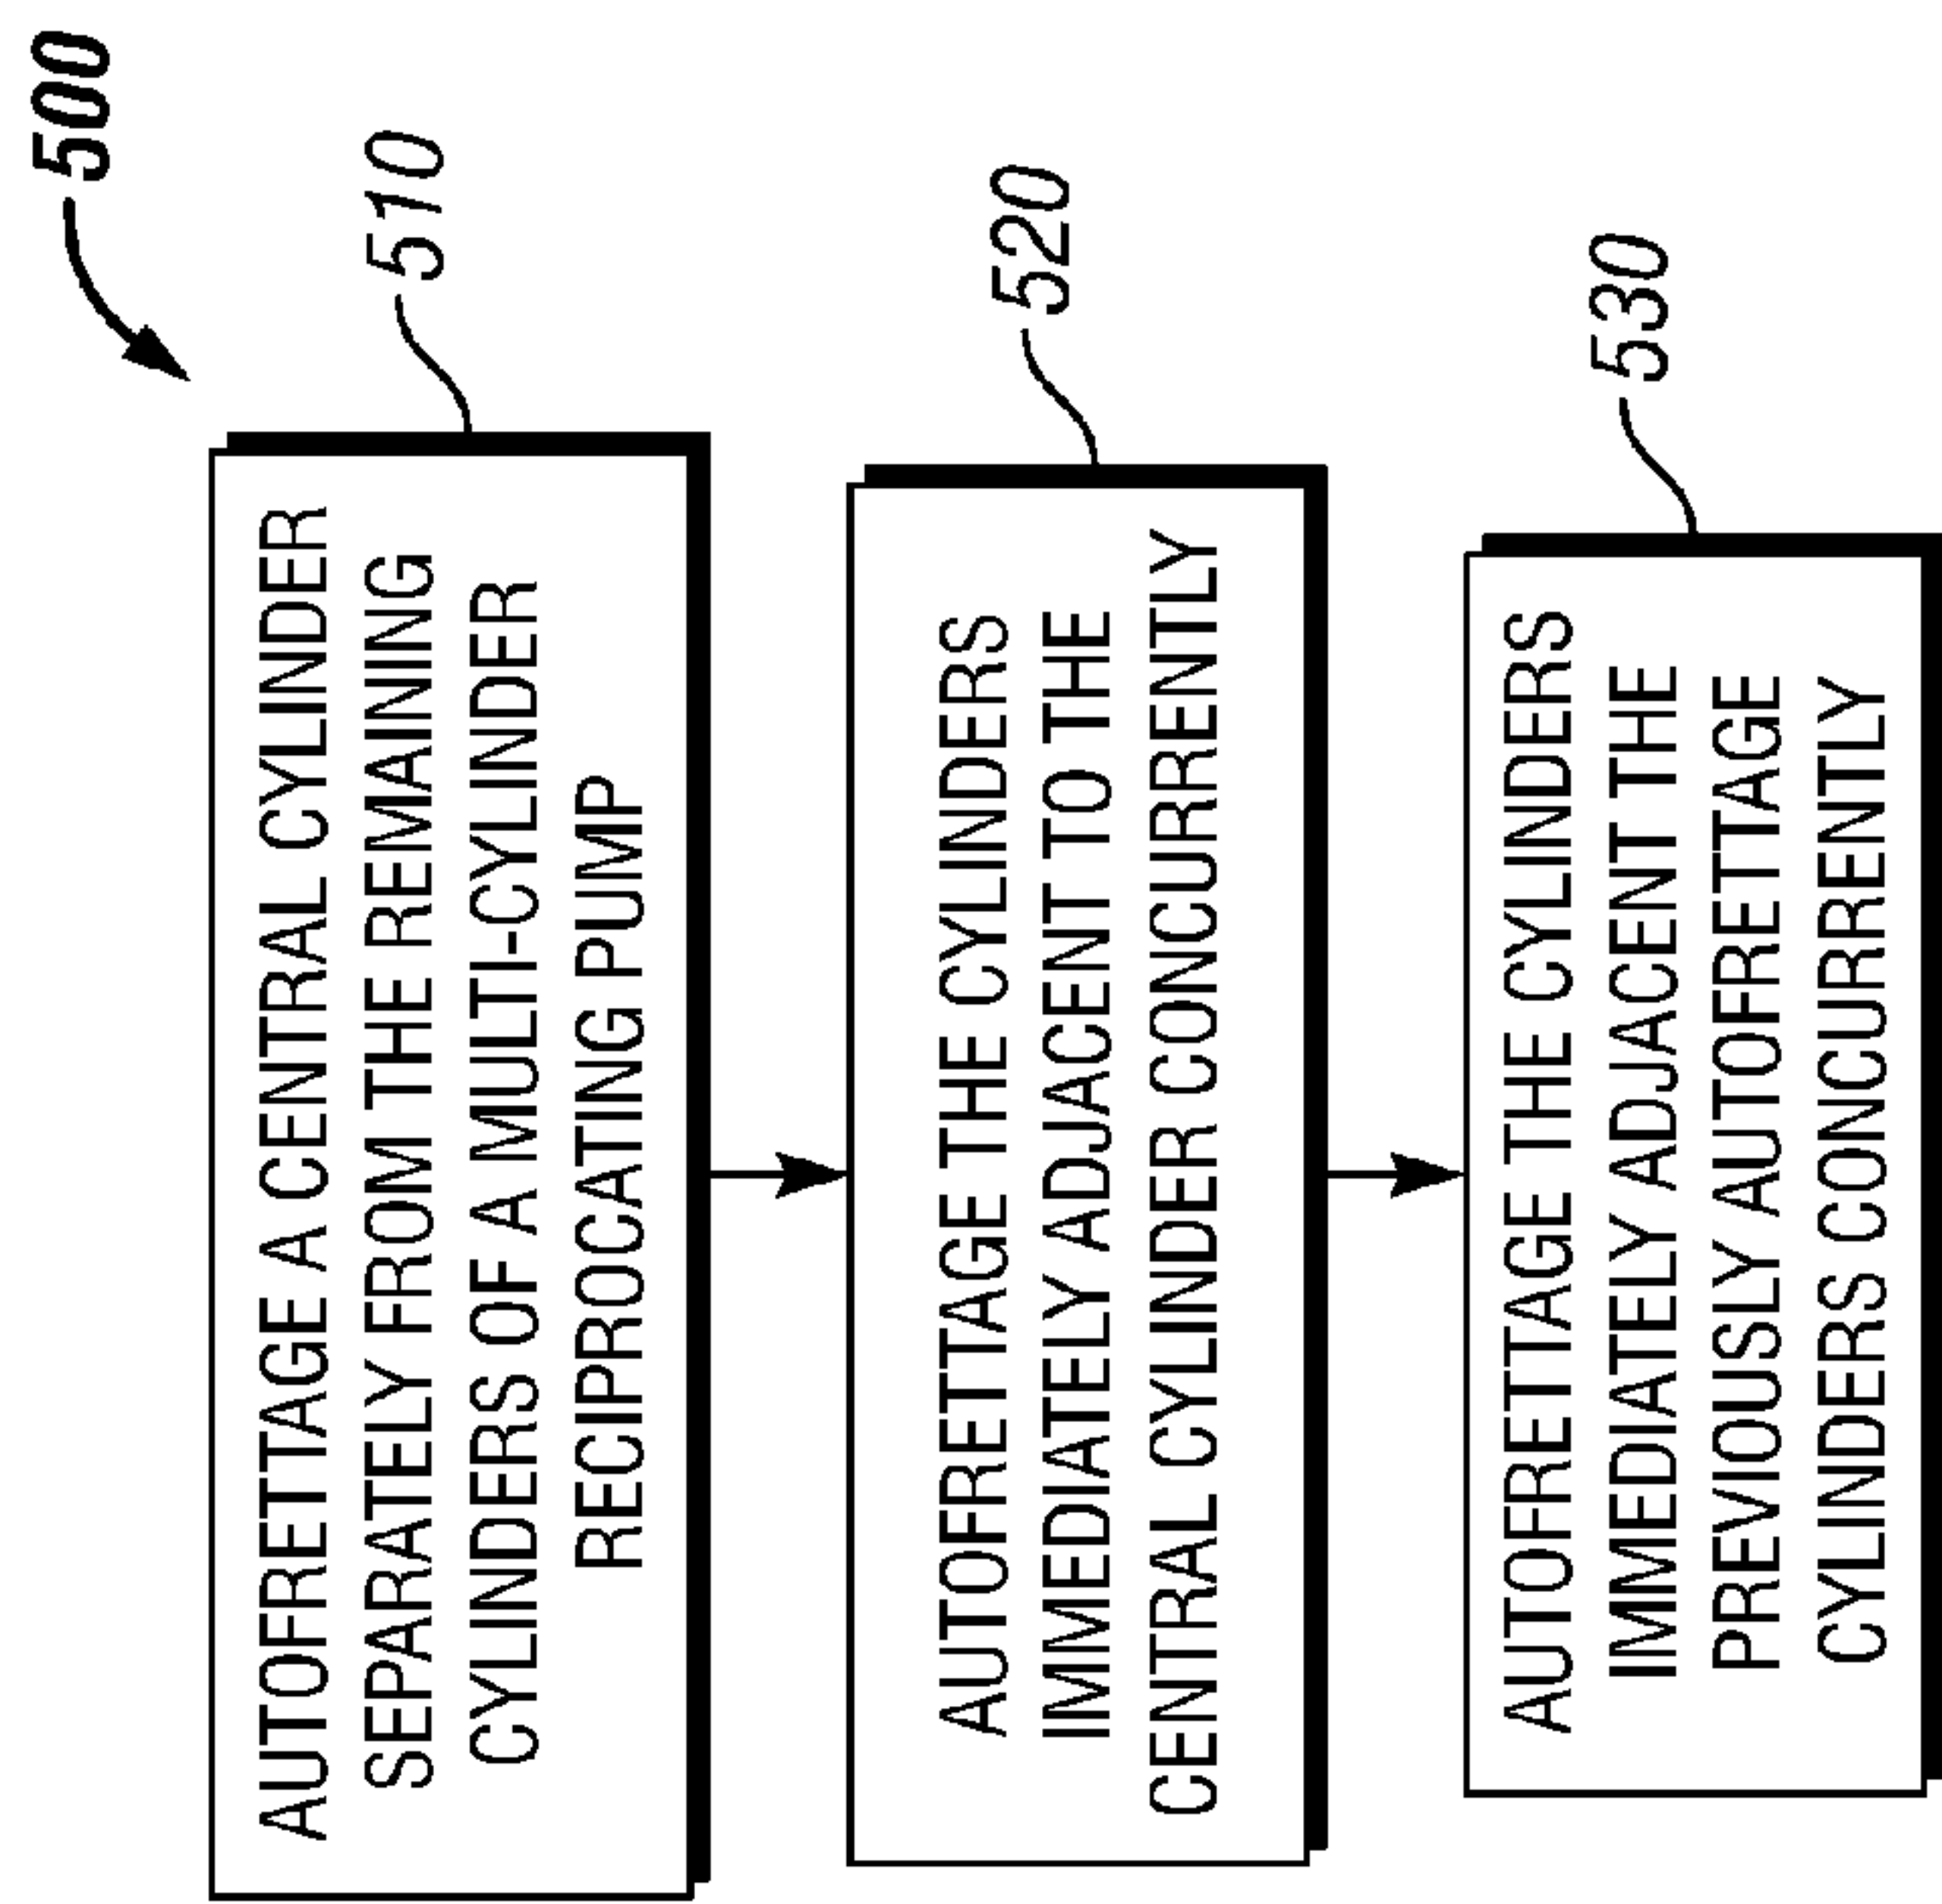 500
510
AUTOFRETTAGE A CENTRAL CYLINDER
SEPARATELY FROM THE REMAINING
CYLINDERS OF A MULTI-CYLINDER
RECIPROCATING PUMP
520
AUTOFRETTAGE THE CYLINDERS
IMMEDIATELY ADJACENT TO THE
CENTRAL CYLINDER CONCURRENTLY
530
AUTOFRETTAGE THE CYLINDERS
IMMEDIATELY ADJACENT THE
PREVIOUSLY AUTOFRETTAGE
CYLINDERS CONCURRENTLY